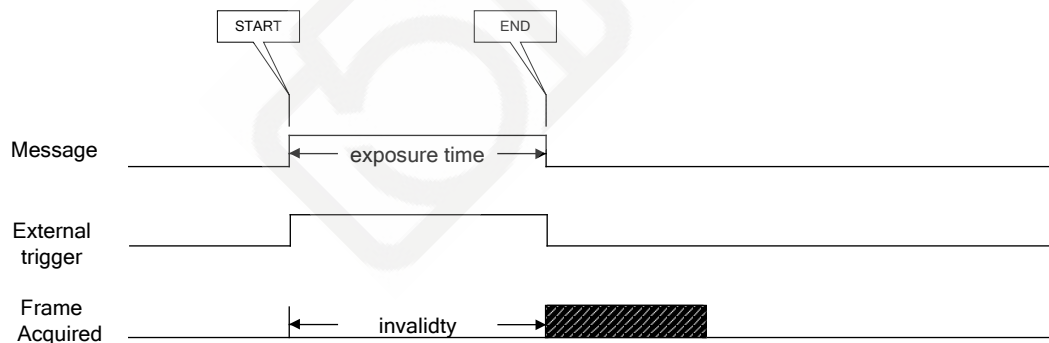 START
END
Message
exposure time
External
trigger
Frame
Acquired
invalidty